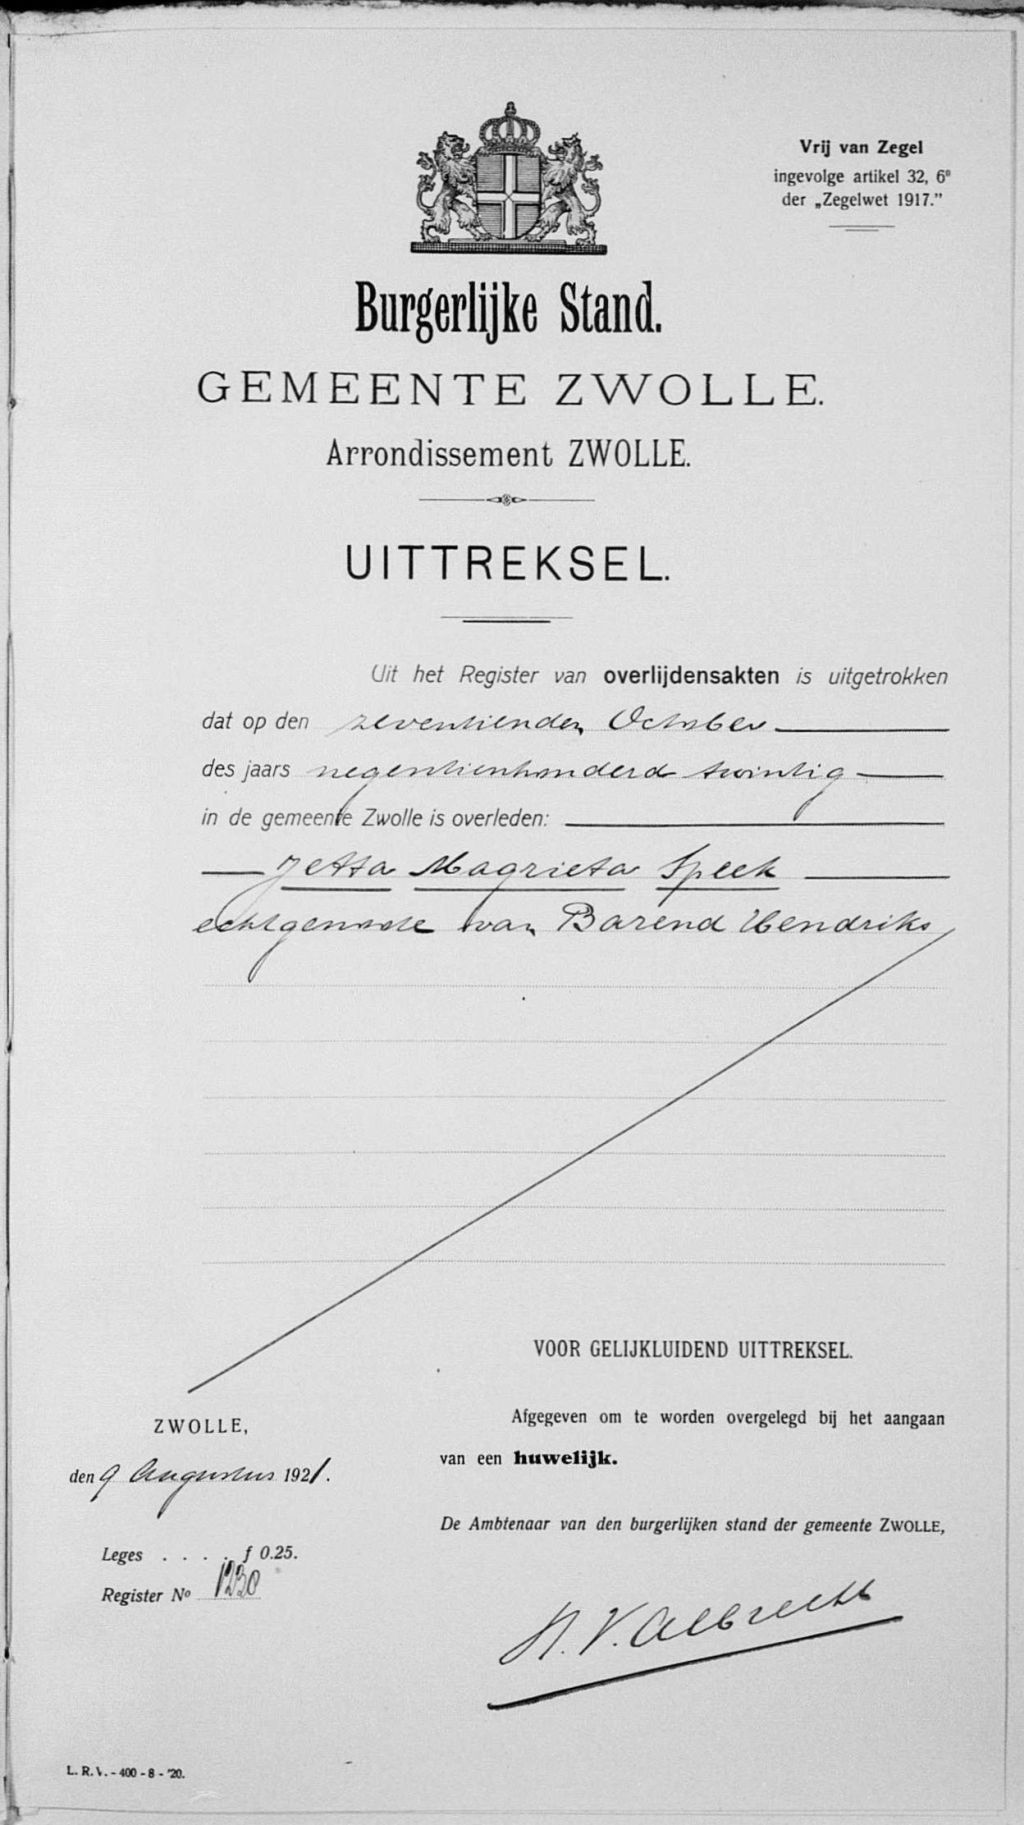 Vrij van Zegel
ingevolge artikel 32, 6°
der „Zegelwet 1917.”
Burgerlijke Stand.
GEMEENTE ZWOLLE.
Arrondissement ZWOLLE.
UITTREKSEL.
Uit het Register van overlijdensakten is uitgetrokken
dat op den zeventienden October
des jaars negentienhonderd twintig
in de gemeente Zwolle is overleden:
Jetta Magrieta Speek
echtgenoote van Barend Hendriks
VOOR GELIJKLUIDEND UITTREKSEL.
Afgegeven om te worden overgelegd bij het aangaan
van een huwelijk.
ZWOLLE,
den 9 Augustus 1921.
De Ambtenaar van den burgerlijken stand der gemeente ZWOLLE,
Leges . . . . f 0.25.
Register No 1230
H. V. Albrecht
L. R. V. - 400 - 8 - '20.